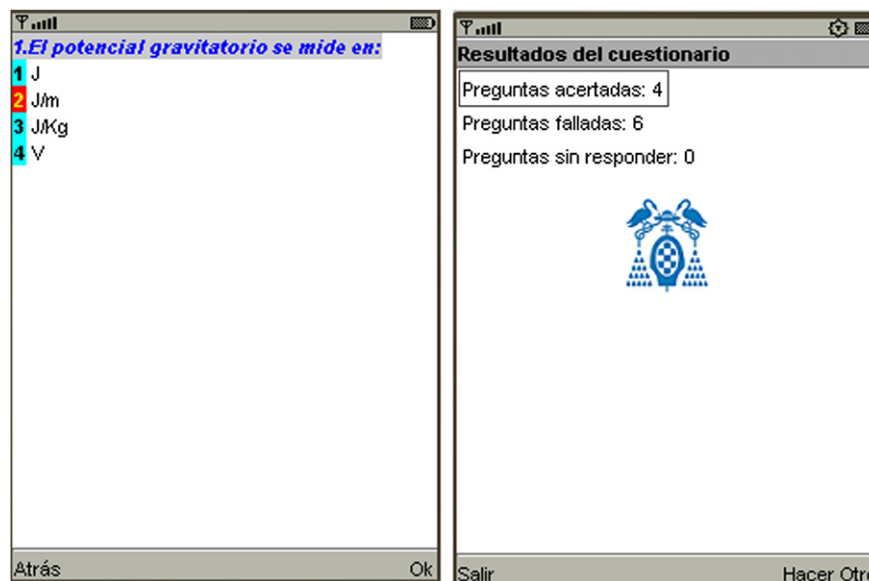 1.El potencial gravitatorio se mide en:
1 J
2 J/m
3 J/Kg
4 V
Atrás Ok
Resultados del cuestionario
Preguntas acertadas: 4
Preguntas falladas: 6
Preguntas sin responder: 0
Salir Hacer Otro